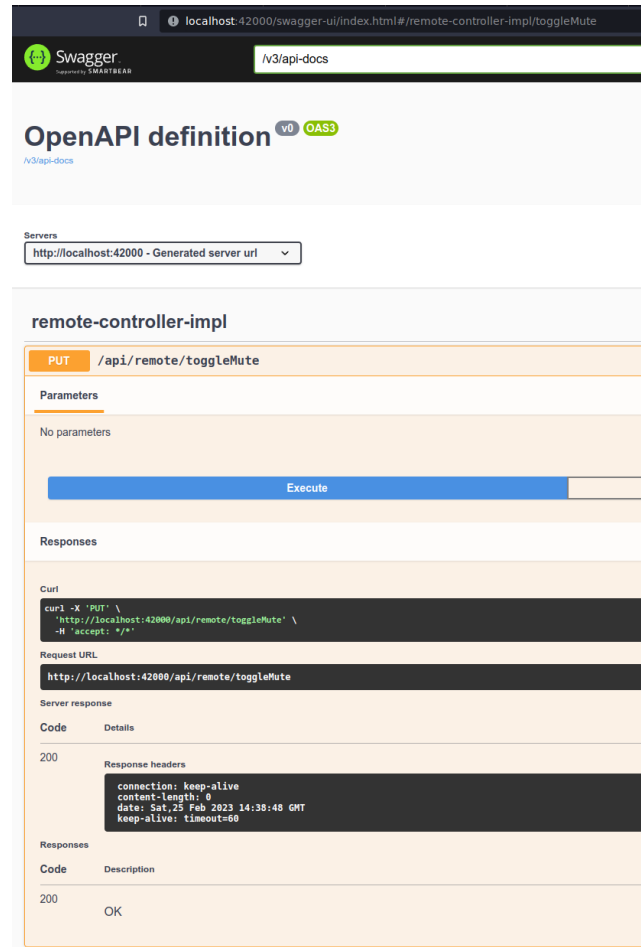 localhost:42000/swagger-ui/index.html#/remote-controller-impl/toggleMute
{··}
Swagger.
Supported by SMARTBEAR
/v3/api-docs
OpenAPI definition v0 OAS3
/v3/api-docs
Servers
http://localhost:42000 - Generated server url
remote-controller-impl
PUT /api/remote/toggleMute
Parameters
No parameters
Execute
Responses
Curl
curl -X 'PUT' \
'http://localhost:42000/api/remote/toggleMute' \
-H 'accept: */*'
Request URL
http://localhost:42000/api/remote/toggleMute
Server response
Code Details
200
Response headers
connection: keep-alive
content-length: 0
date: Sat,25 Feb 2023 14:38:48 GMT
keep-alive: timeout=60
Responses
Code Description
200
OK